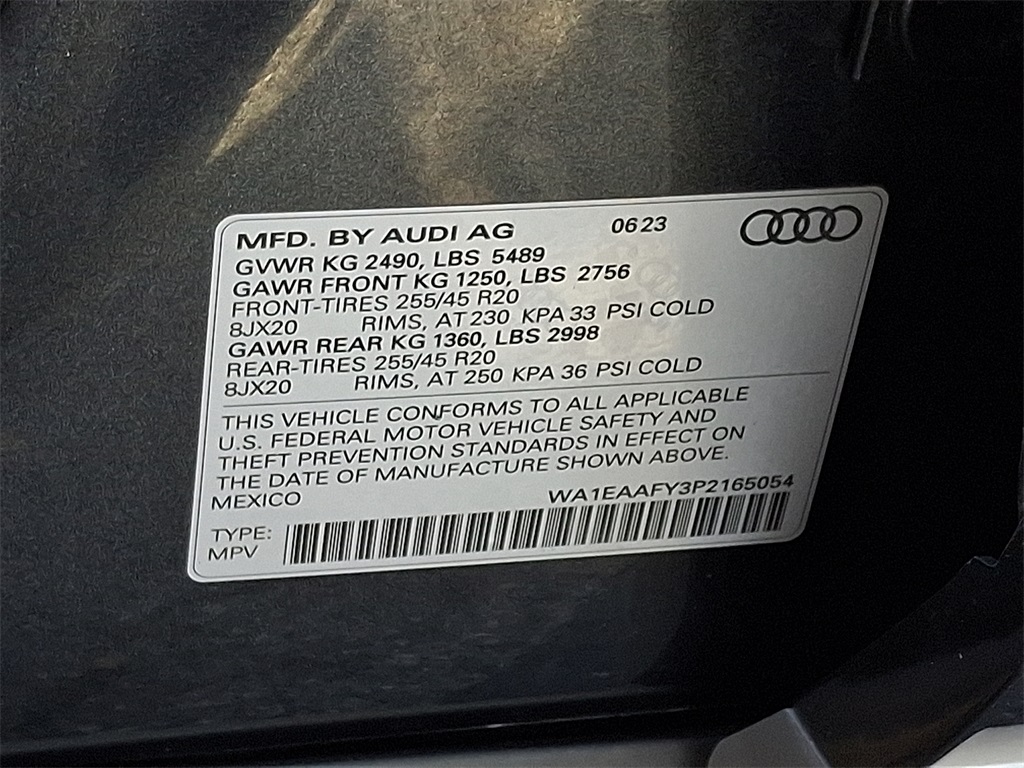 MFD. BY AUDI AG 0623
GVWR KG 2490, LBS 5489
GAWR FRONT KG 1250, LBS 2756
FRONT-TIRES 255/45 R20
8JX20 RIMS, AT 230 KPA 33 PSI COLD
GAWR REAR KG 1360, LBS 2998
REAR-TIRES 255/45 R20
8JX20 RIMS, AT 250 KPA 36 PSI COLD
THIS VEHICLE CONFORMS TO ALL APPLICABLE
U.S. FEDERAL MOTOR VEHICLE SAFETY AND
THEFT PREVENTION STANDARDS IN EFFECT ON
THE DATE OF MANUFACTURE SHOWN ABOVE.
MEXICO WA1EAAFY3P2165054
TYPE:
MPV